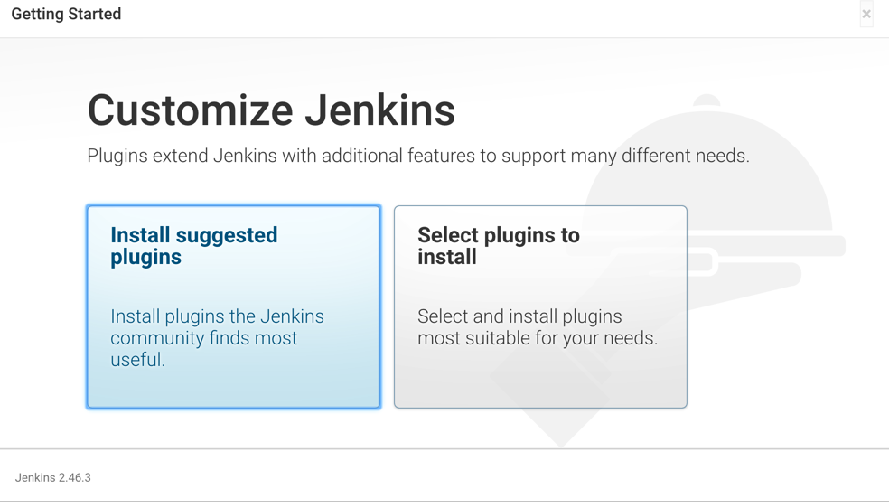 Getting Started
×
Customize Jenkins
Plugins extend Jenkins with additional features to support many different needs.
Install suggested
plugins
Install plugins the Jenkins
community finds most
useful.
Select plugins to
install
Select and install plugins
most suitable for your needs.
Jenkins 2.46.3